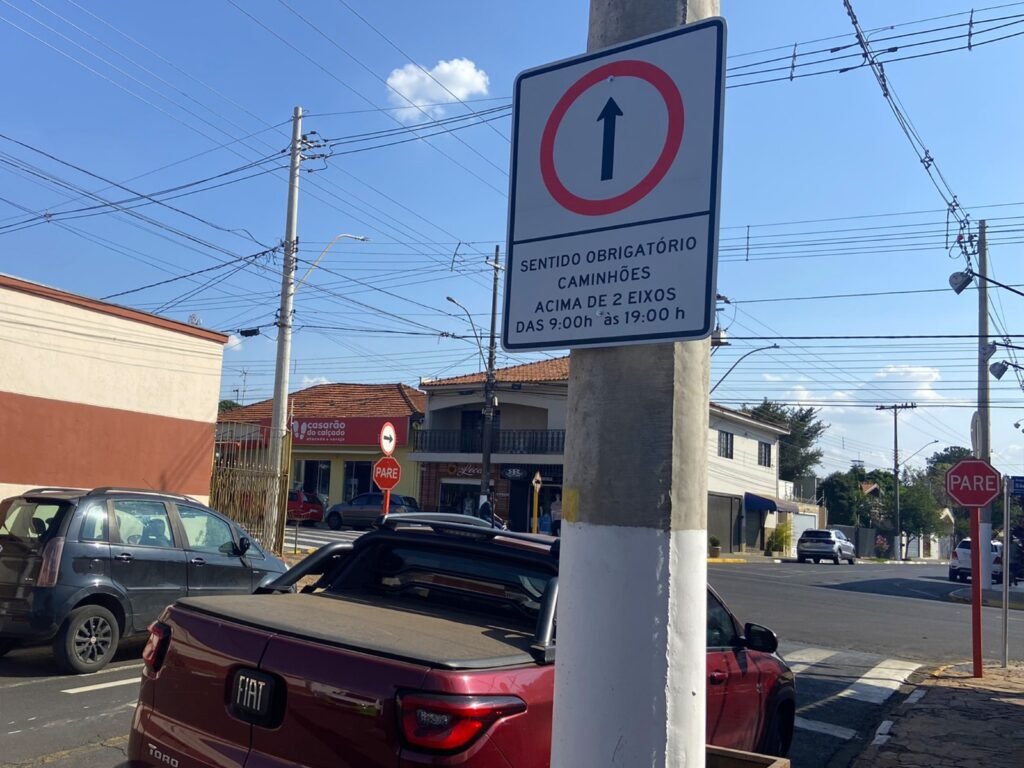 SENTIDO OBRIGATÓRIO
CAMINHÕES
ACIMA DE 2 EIXOS
DAS 9:00h às 19:00 h
casarão
do calçado
PARE
PARE
FIAT
TORO